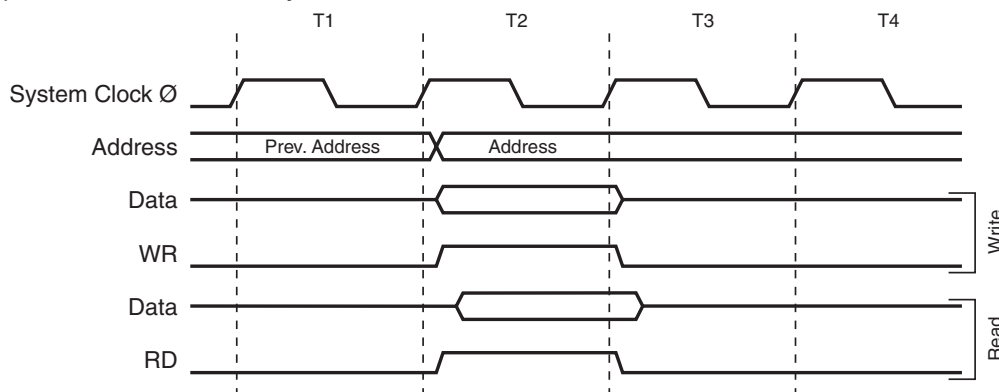 T1 T2 T3 T4
System Clock Ø
Address Prev. Address Address
Data
WR
Write
Data
RD
Read